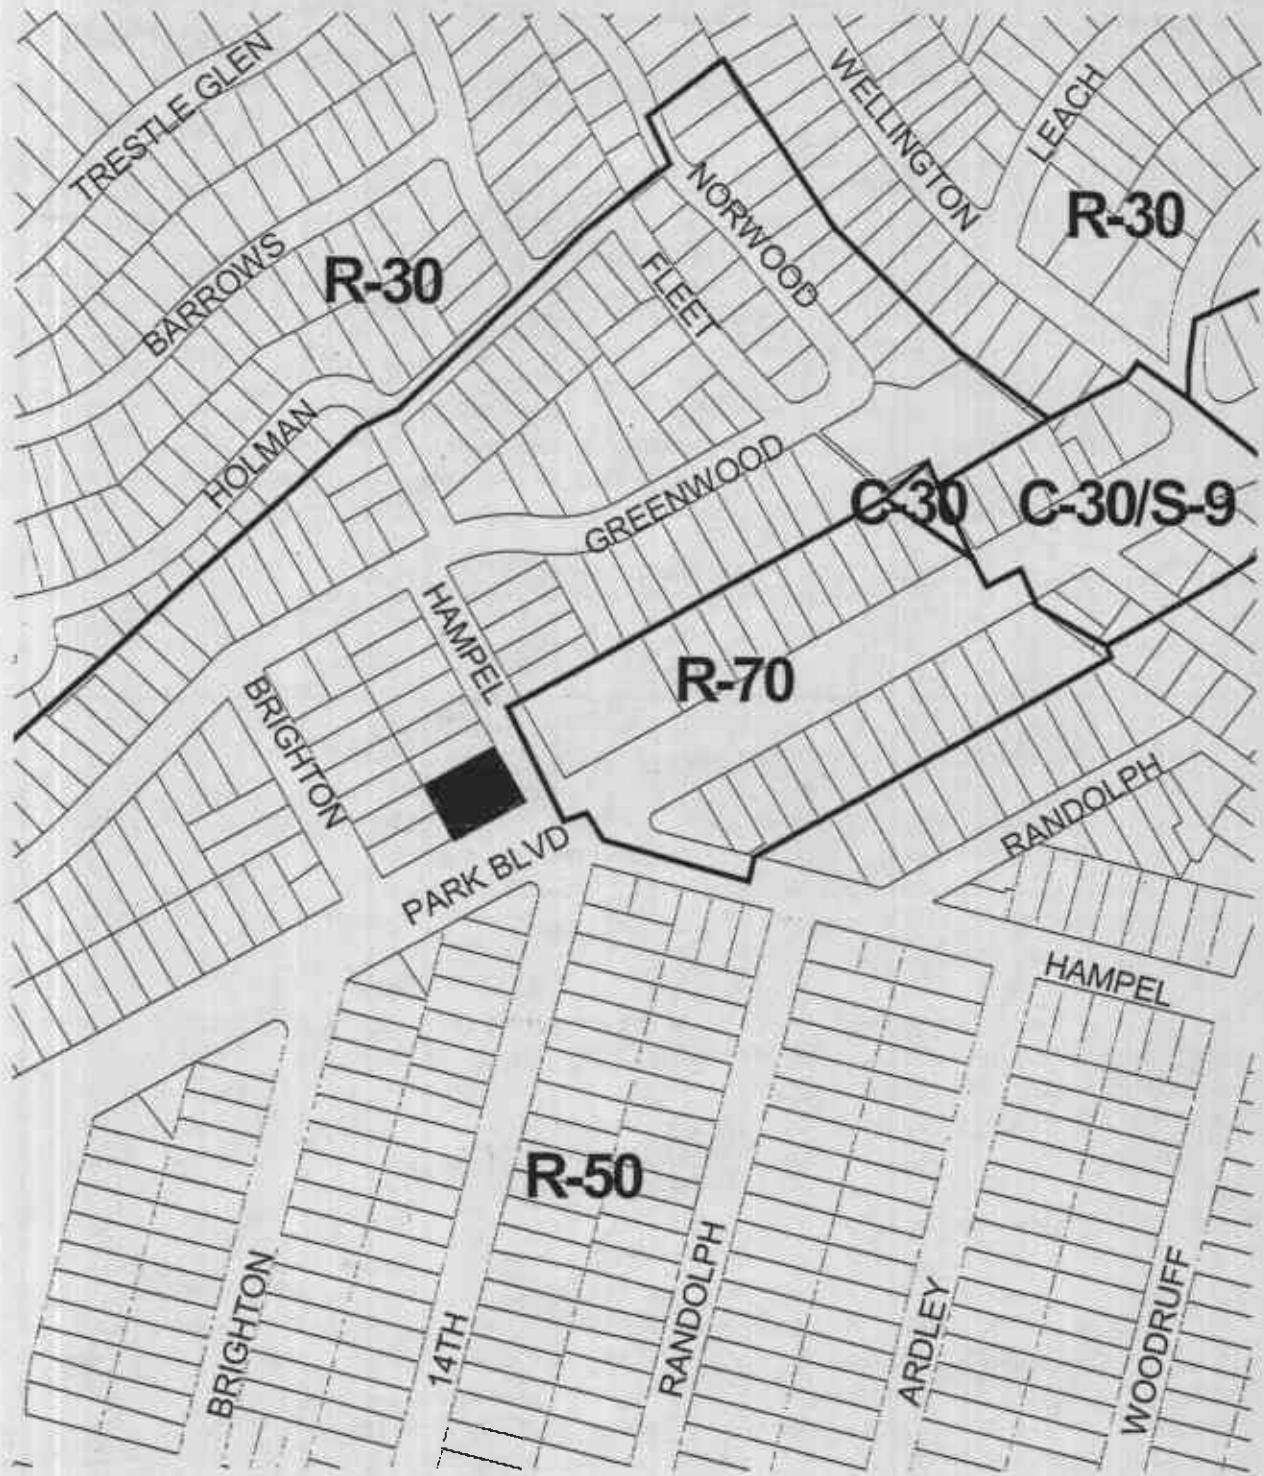 TRESTLE GLEN
WELLINGTON
LEACH
NORWOOD
R-30
BARROWS
R-30
FLEET
HOLMAN
GREENWOOD
C-30
C-30/S-9
HAMPEL
R-70
BRIGHTON
RANDOLPH
PARK BLVD
HAMPEL
R-50
BRIGHTON
14TH
RANDOLPH
ARDLEY
WOODRUFF